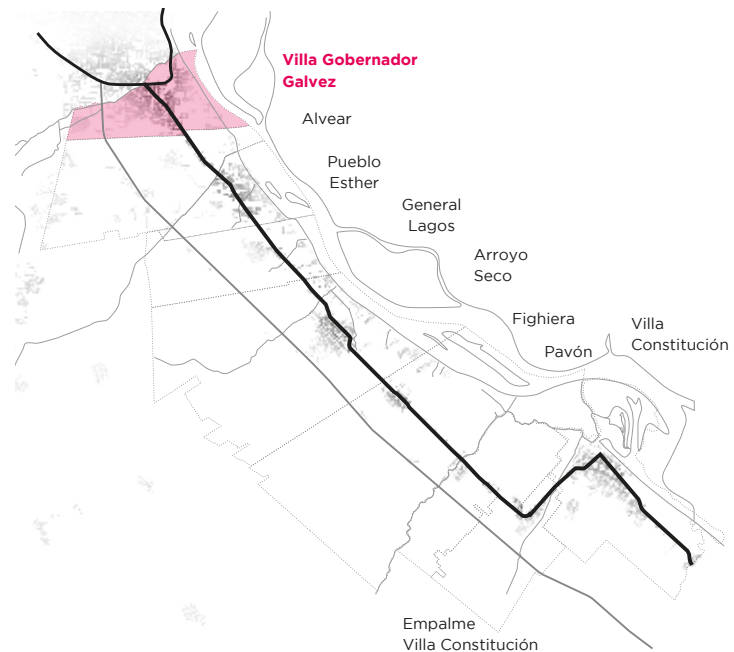 Villa Gobernador
Galvez
Alvear
Pueblo
Esther
General
Lagos
Arroyo
Seco
Fighiera
Pavón
Villa
Constitución
Empalme
Villa Constitución